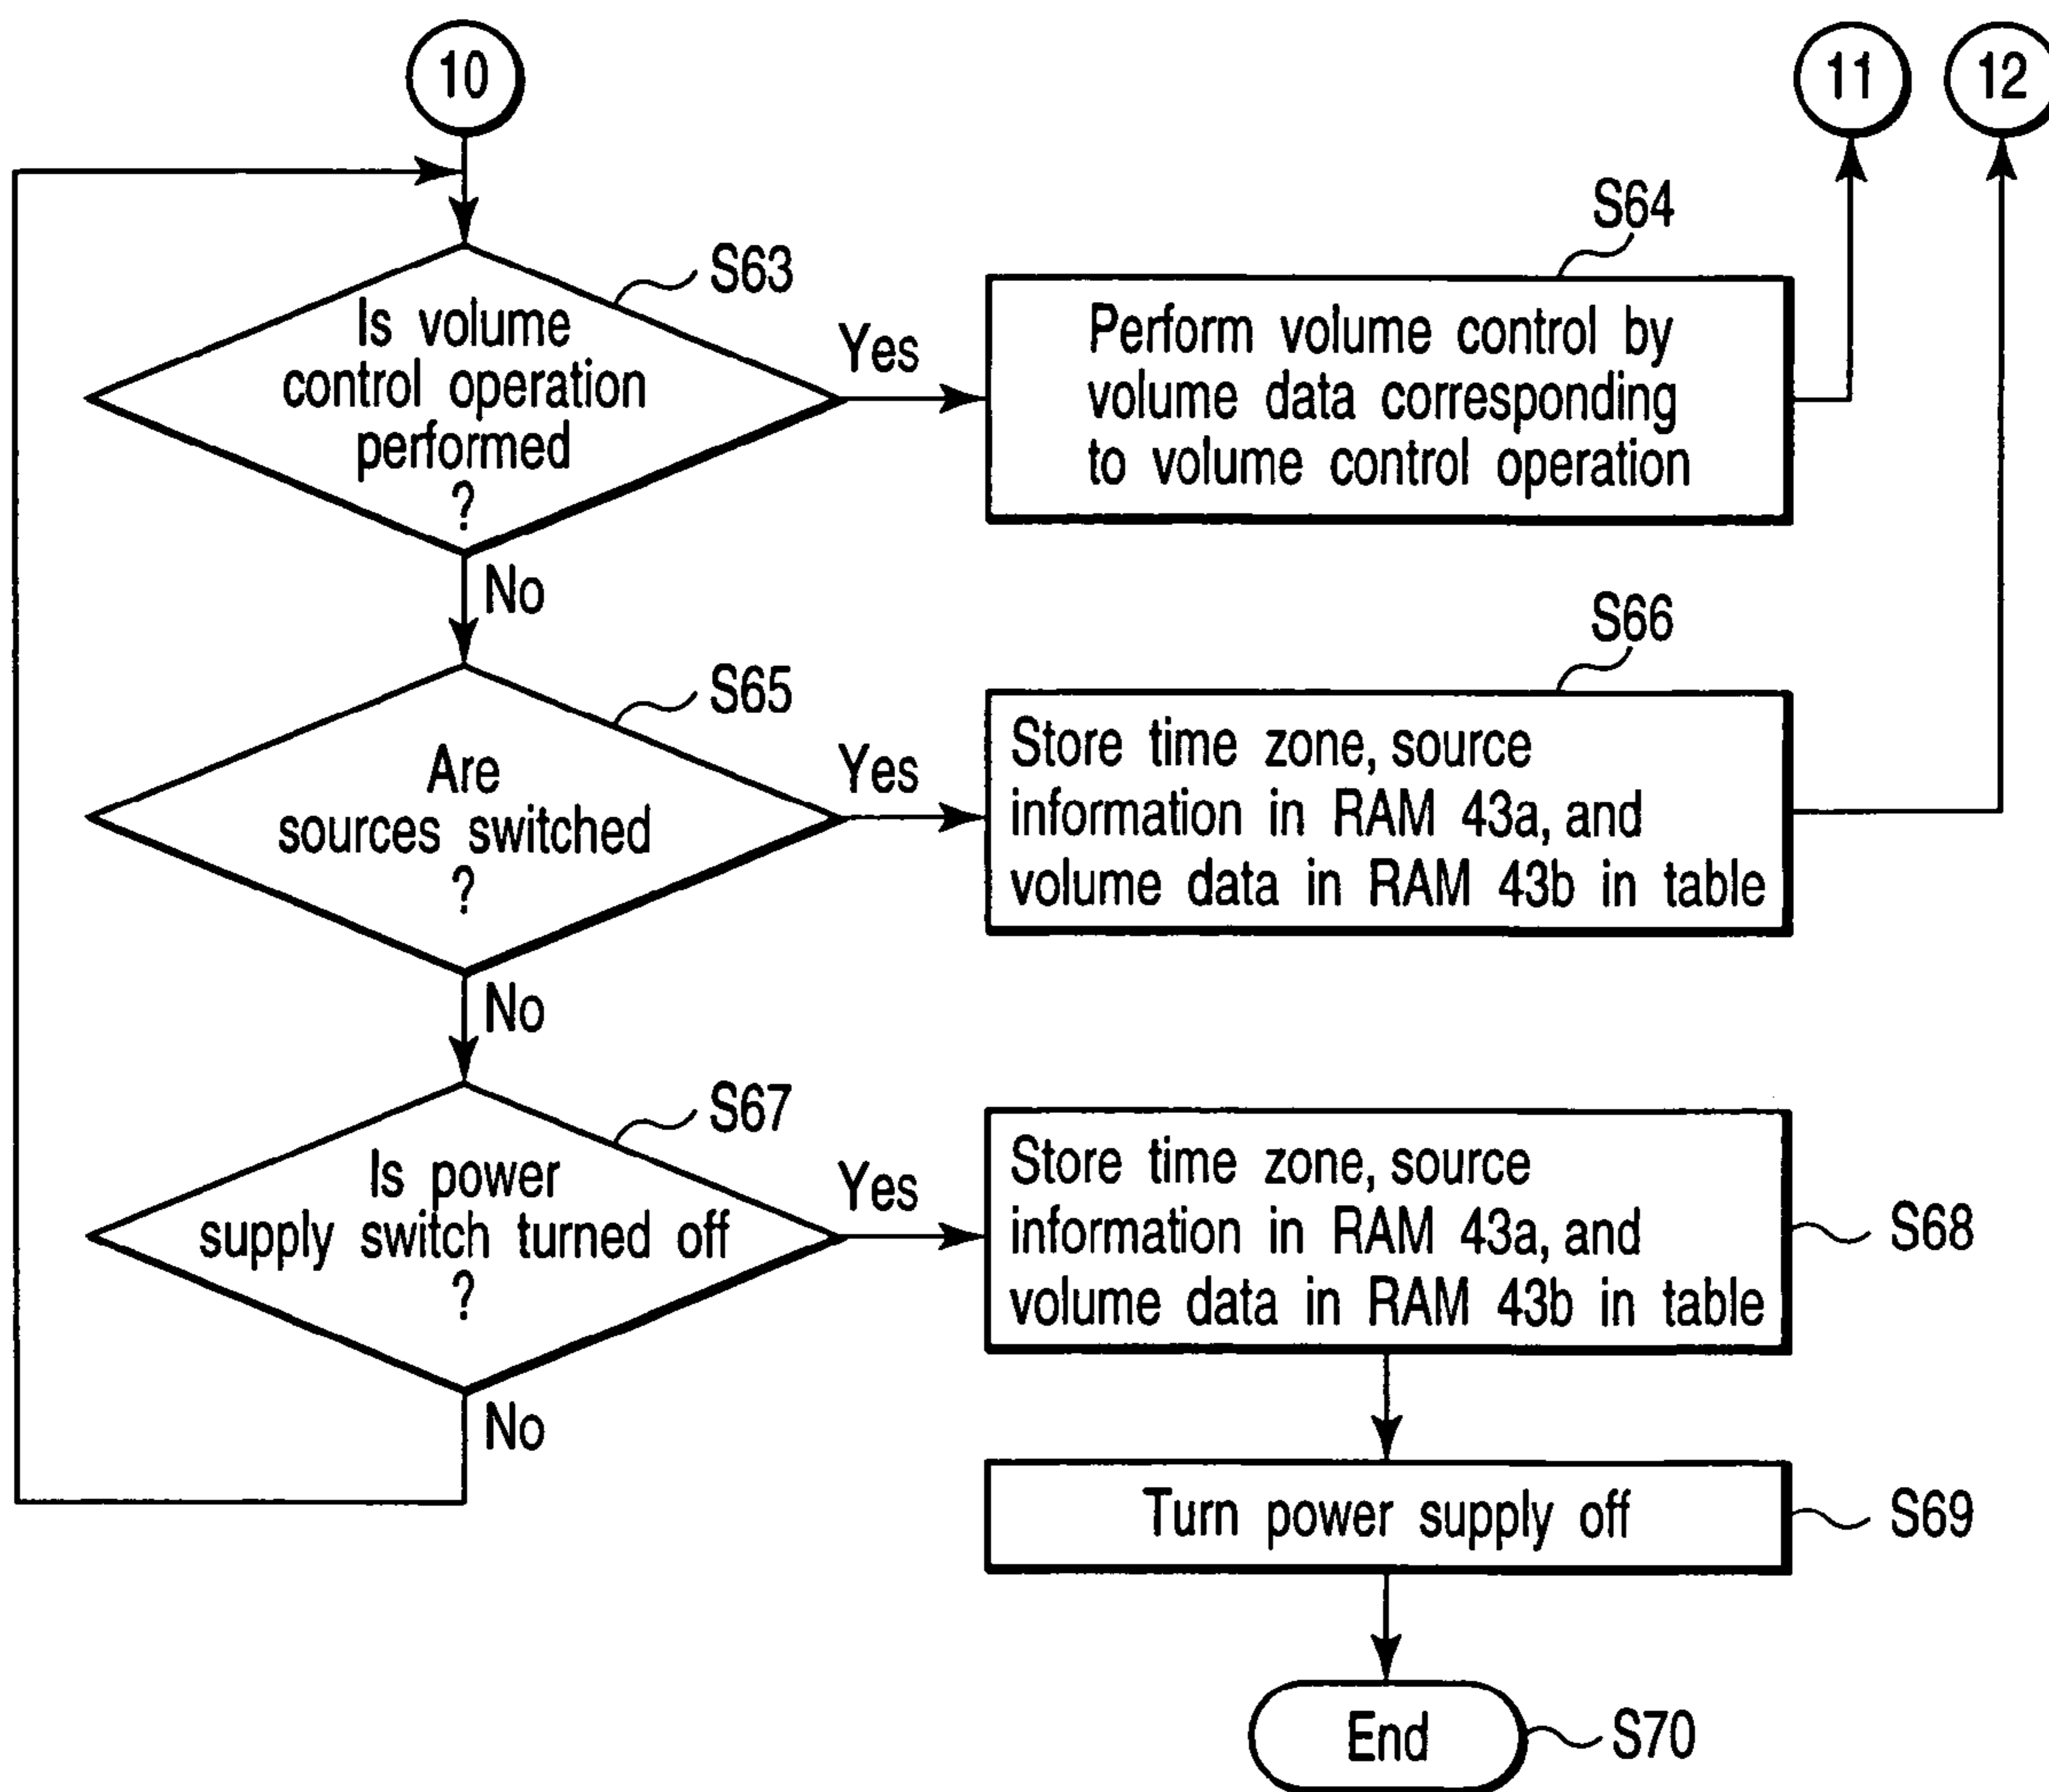 10
11
12
S63
Is volume
control operation
performed
?
Yes
No
S64
Perform volume control by
volume data corresponding
to volume control operation
S65
Are
sources switched
?
Yes
No
S66
Store time zone, source
information in RAM 43a, and
volume data in RAM 43b in table
S67
Is power
supply switch turned off
?
Yes
No
Store time zone, source
information in RAM 43a, and
volume data in RAM 43b in table
S68
Turn power supply off
S69
End
S70